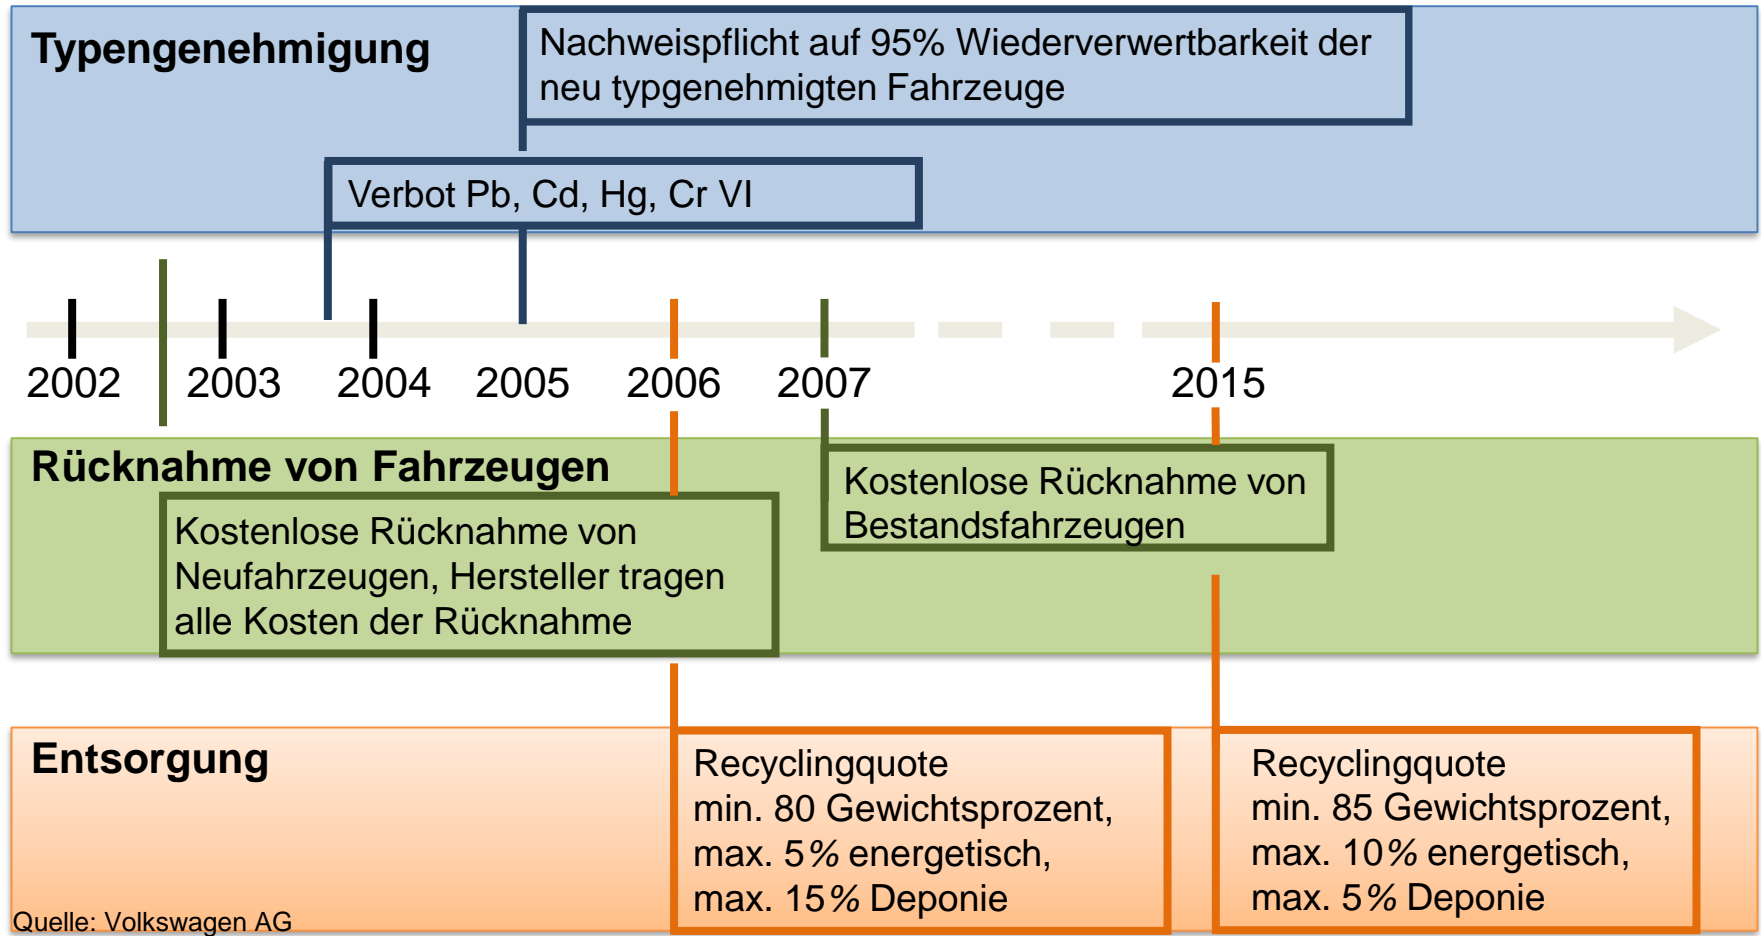 Typengenehmigung
Nachweispflicht auf 95% Wiederverwertbarkeit der
neu typgenehmigten Fahrzeuge
Verbot Pb, Cd, Hg, Cr VI
2002
2003
2004
2005
2006
2007
2015
Rücknahme von Fahrzeugen
Kostenlose Rücknahme von
Neufahrzeugen, Hersteller tragen
alle Kosten der Rücknahme
Kostenlose Rücknahme von
Bestandsfahrzeugen
Entsorgung
Recyclingquote
min. 80 Gewichtsprozent,
max. 5% energetisch,
max. 15% Deponie
Recyclingquote
min. 85 Gewichtsprozent,
max. 10% energetisch,
max. 5% Deponie
Quelle: Volkswagen AG